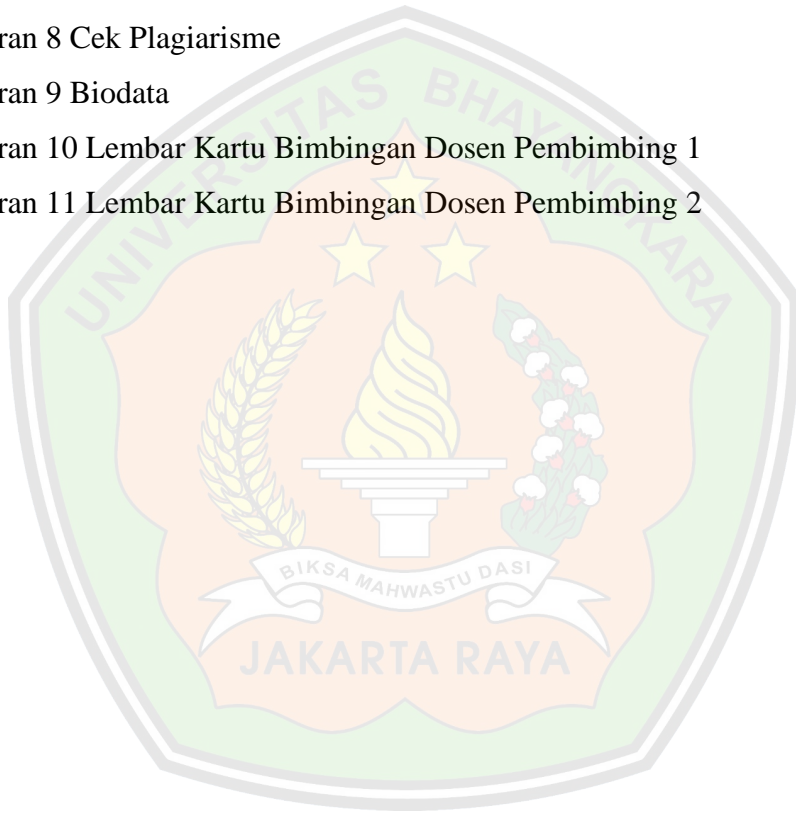 ran 8 Cek Plagiarisme
ran 9 Biodata
ran 10 Lembar Kartu Bimbingan Dosen Pembimbing 1
ran 11 Lembar Kartu Bimbingan Dosen Pembimbing 2
UNIVERSITAS BHAYANGKARA
BIKSA MAHWASTU DASI
JAKARTA RAYA